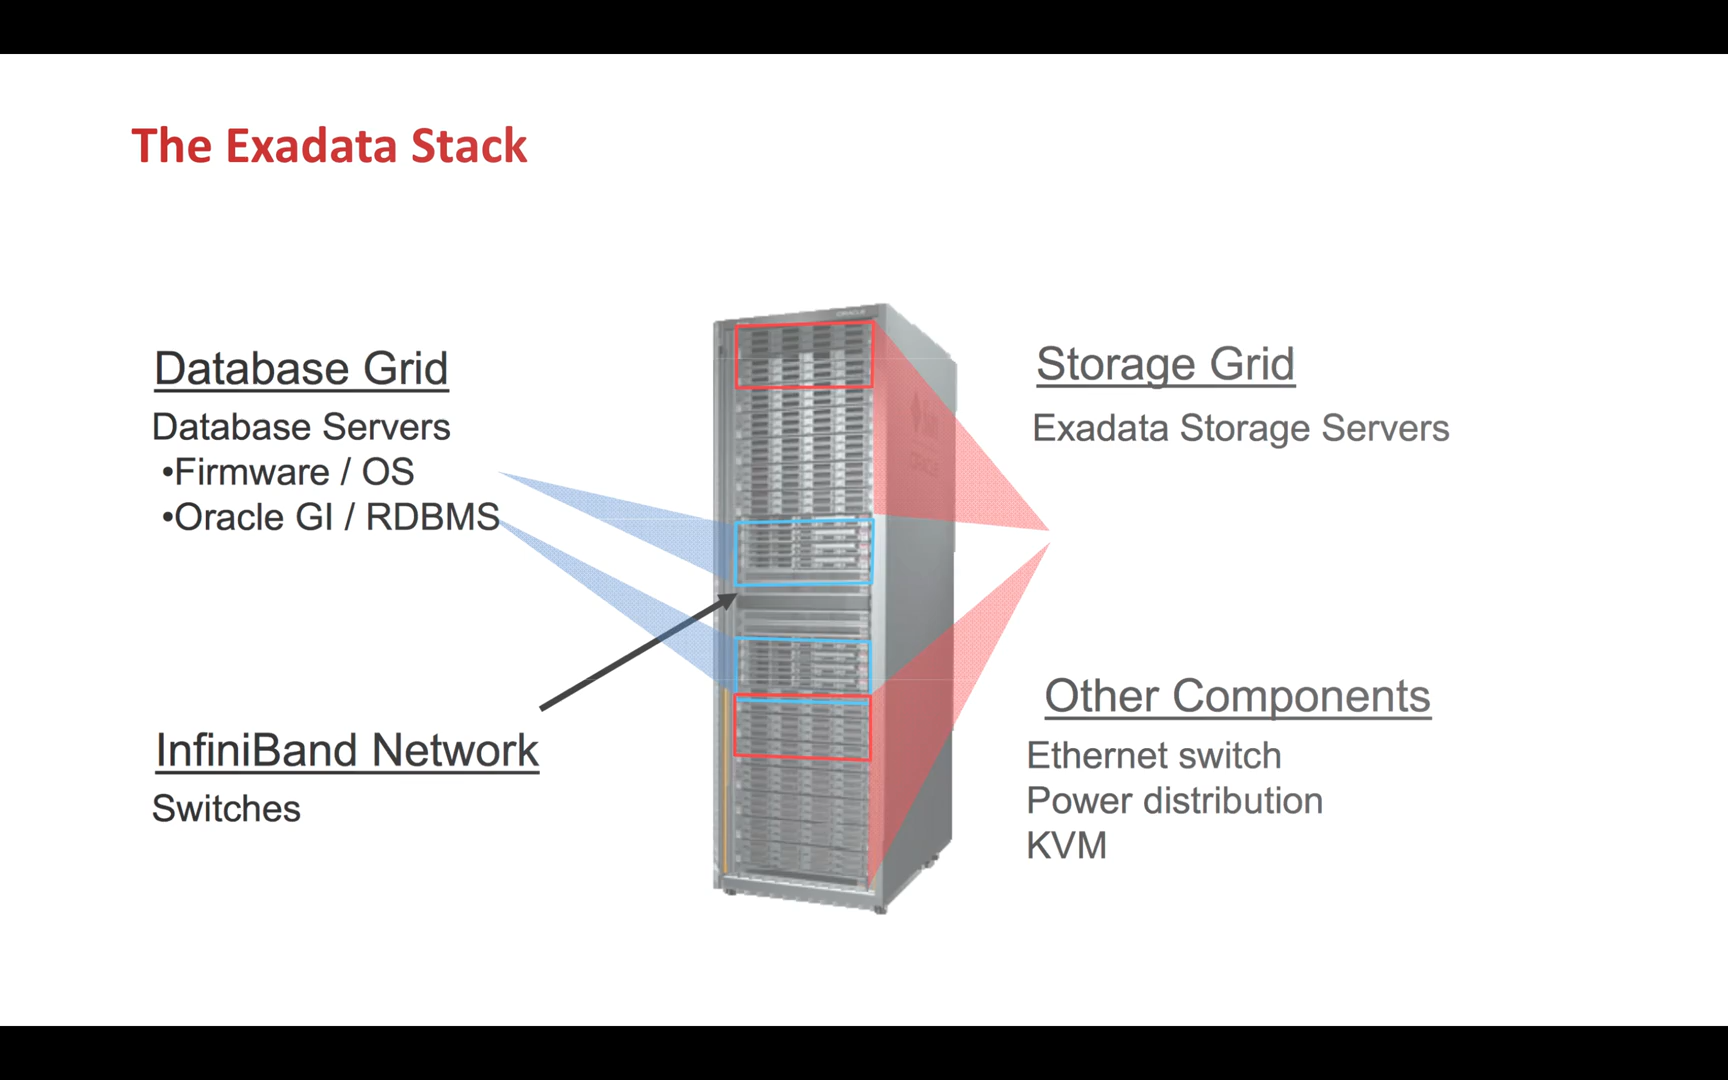 The Exadata Stack
Database Grid
Database Servers
•Firmware / OS
•Oracle GI / RDBMS
InfiniBand Network
Switches
Storage Grid
Exadata Storage Servers
Other Components
Ethernet switch
Power distribution
KVM
ORACLE